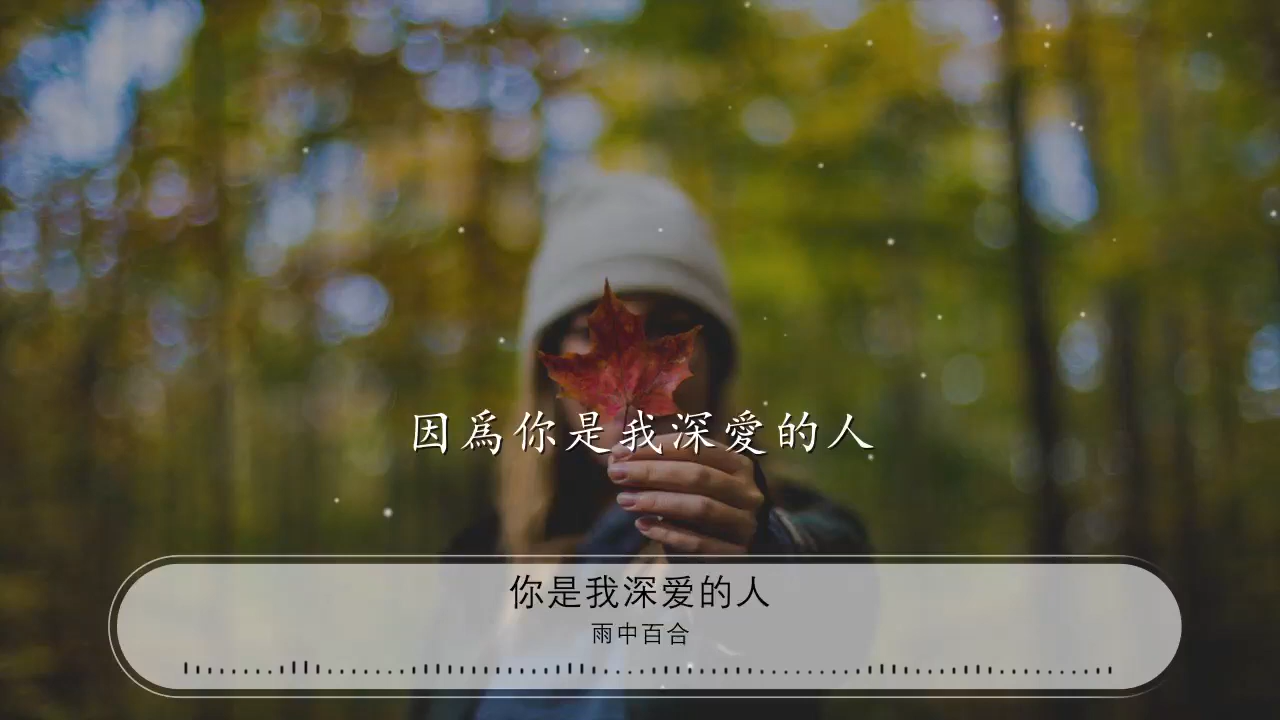 因爲你是我深愛的人
你是我深爱的人
雨中百合